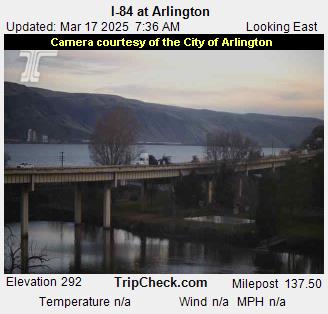 I-84 at Arlington
Updated: Mar 17 2025 7:36 AM Looking East
Camera courtesy of the City of Arlington
Elevation 292 TripCheck.com Milepost 137.50
Temperature n/a Wind n/a MPH n/a